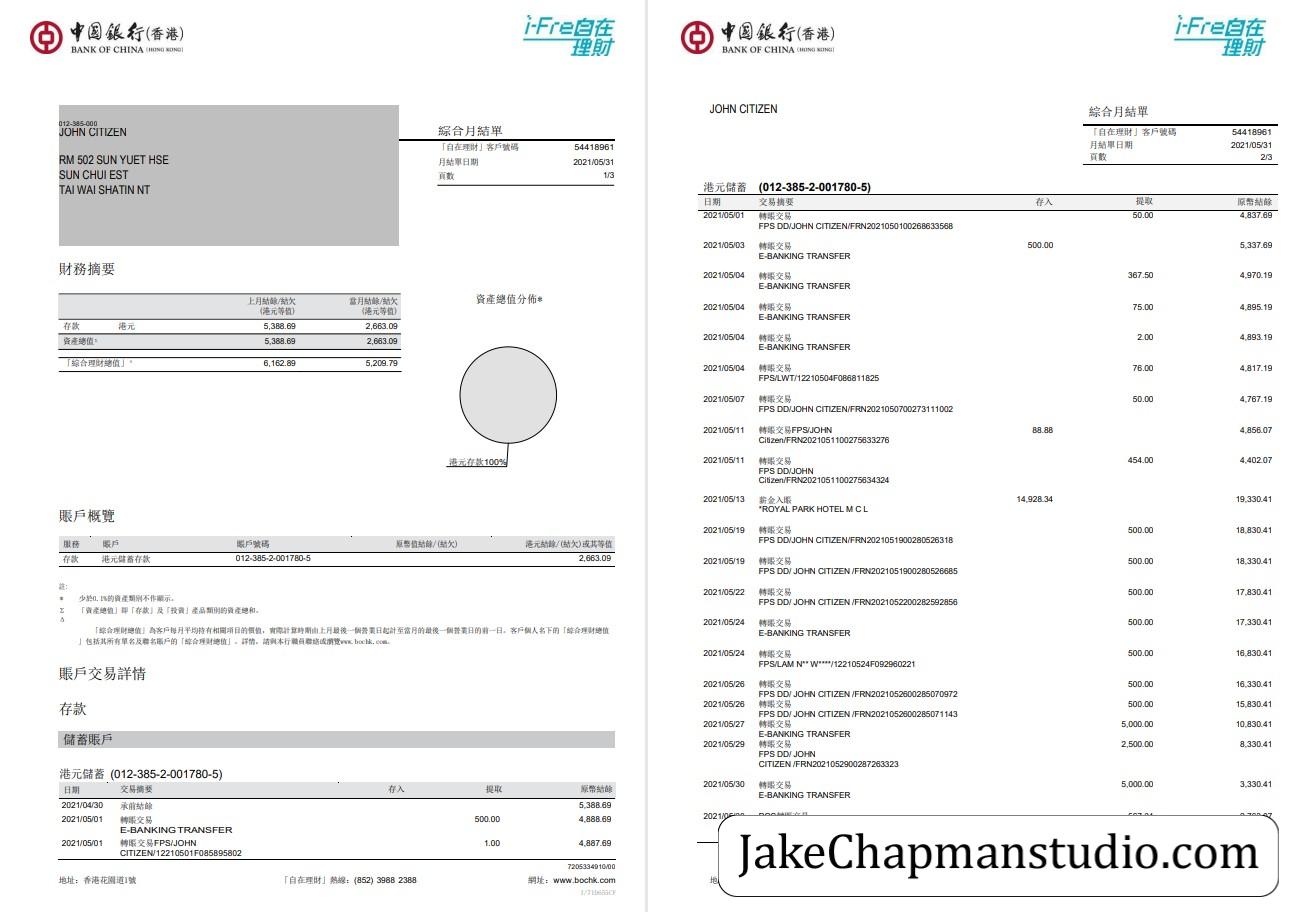 中國銀行(香港)
BANK OF CHINA (HONG KONG)
i-Free自在
理財
012-385-000
JOHN CITIZEN
RM 502 SUN YUET HSE
SUN CHUI EST
TAI WAI SHATIN NT
綜合月結單
「自在理財」客戶號碼 54418961
月結單日期 2021/05/31
頁數 1/3
財務摘要
上月結餘/結欠 當月結餘/結欠
(港元等值) (港元等值)
存款 港元 5,388.69 2,663.09
資產總值Σ 5,388.69 2,663.09
「綜合理財總值」Δ 6,162.89 5,209.79
資產總值分佈*
港元存款100%
賬戶概覽
服務 賬戶 賬戶號碼 原幣值結餘/(結欠) 港元結餘/(結欠)或其等值
存款 港元儲蓄存款 012-385-2-001780-5 2,663.09
註:
* 少於0.1%的資產類別不作顯示。
Σ 「資產總值」即「存款」及「投資」產品類別的資產總和。
Δ
「綜合理財總值」為客戶每月平均持有相關項目的價值，實際計算時期由上月最後一個營業日起計至當月的最後一個營業日的前一日。客戶個人名下的「綜合理財總值
」包括其所有單名及聯名賬戶的「綜合理財總值」。詳情，請與本行職員聯絡或瀏覽www.bochk.com。
賬戶交易詳情
存款
儲蓄賬戶
港元儲蓄 (012-385-2-001780-5)
日期 交易摘要 存入 提取 原幣結餘
2021/04/30 承前結餘 5,388.69
2021/05/01 轉賬交易 500.00 4,888.69
E-BANKING TRANSFER
2021/05/01 轉賬交易FPS/JOHN 1.00 4,887.69
CITIZEN/12210501F085895802
7205334910/00
地址：香港花園道1號 「自在理財」熱線：(852) 3988 2388 網址：www.bochk.com
中國銀行(香港)
BANK OF CHINA (HONG KONG)
i-Free自在
理財
JOHN CITIZEN
綜合月結單
「自在理財」客戶號碼 54418961
月結單日期 2021/05/31
頁數 2/3
港元儲蓄 (012-385-2-001780-5)
日期 交易摘要 存入 提取 原幣結餘
2021/05/01 轉賬交易 50.00 4,837.69
FPS DD/JOHN CITIZEN/FRN2021050100268633568
2021/05/03 轉賬交易 500.00 5,337.69
E-BANKING TRANSFER
2021/05/04 轉賬交易 367.50 4,970.19
E-BANKING TRANSFER
2021/05/04 轉賬交易 75.00 4,895.19
E-BANKING TRANSFER
2021/05/04 轉賬交易 2.00 4,893.19
E-BANKING TRANSFER
2021/05/04 轉賬交易 76.00 4,817.19
FPS/LWT/12210504F086811825
2021/05/07 轉賬交易 50.00 4,767.19
FPS DD/JOHN CITIZEN/FRN2021050700273111002
2021/05/11 轉賬交易FPS/JOHN 88.88 4,856.07
Citizen/FRN2021051100275633276
2021/05/11 轉賬交易 454.00 4,402.07
FPS DD/JOHN
Citizen/FRN2021051100275634324
2021/05/13 薪金入賬 14,928.34 19,330.41
*ROYAL PARK HOTEL M C L
2021/05/19 轉賬交易 500.00 18,830.41
FPS DD/JOHN CITIZEN/FRN2021051900280526318
2021/05/19 轉賬交易 500.00 18,330.41
FPS DD/ JOHN CITIZEN /FRN2021051900280526685
2021/05/22 轉賬交易 500.00 17,830.41
FPS DD/ JOHN CITIZEN /FRN2021052200282592856
2021/05/24 轉賬交易 500.00 17,330.41
E-BANKING TRANSFER
2021/05/24 轉賬交易 500.00 16,830.41
FPS/LAM N** W****/12210524F092960221
2021/05/26 轉賬交易 500.00 16,330.41
FPS DD/ JOHN CITIZEN /FRN2021052600285070972
2021/05/26 轉賬交易 500.00 15,830.41
FPS DD/ JOHN CITIZEN /FRN2021052600285071143
2021/05/27 轉賬交易 5,000.00 10,830.41
E-BANKING TRANSFER
2021/05/29 轉賬交易 2,500.00 8,330.41
FPS DD/ JOHN
CITIZEN /FRN2021052900287263323
2021/05/30 轉賬交易 5,000.00 3,330.41
E-BANKING TRANSFER
JakeChapmanstudio.com